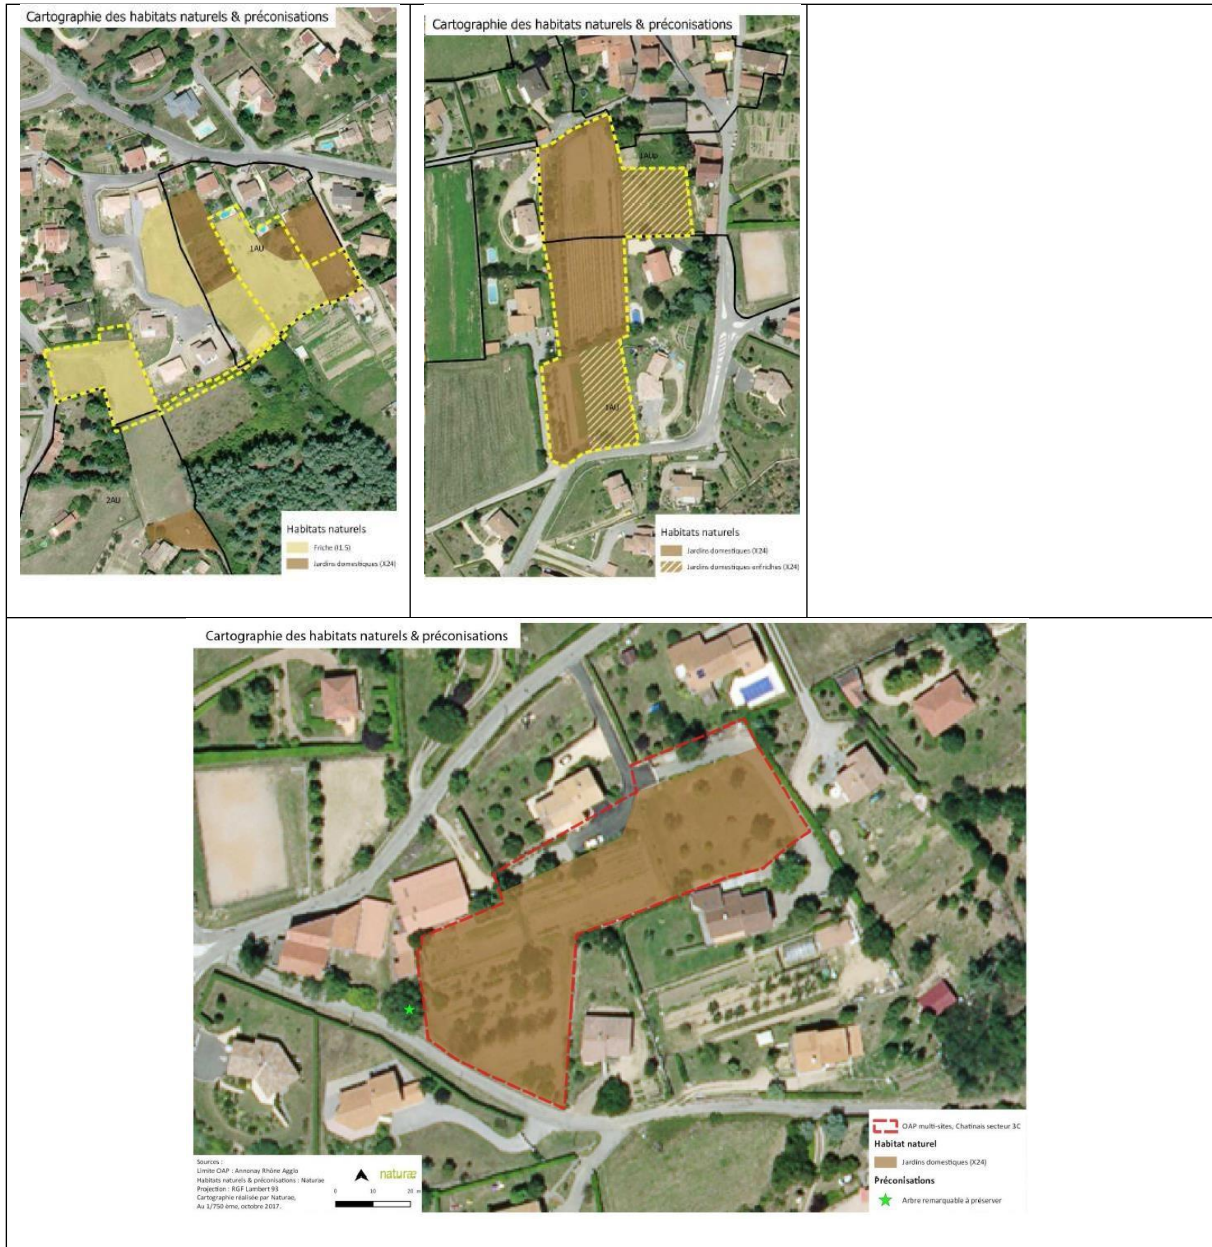 Cartographie des habitats naturels & préconisations
1AU
2AU
Habitats naturels
Friche (I1.5)
Jardins domestiques (X24)
Cartographie des habitats naturels & préconisations
1AUp
1AU
Habitats naturels
Jardins domestiques (X24)
Jardins domestiques enfrichés (X24)
Cartographie des habitats naturels & préconisations
OAP multi-sites, Chatinais secteur 3C
Habitat naturel
Jardins domestiques (X24)
Préconisations
Arbre remarquable à préserver
Sources :
Limite OAP : Annonay Rhône Agglo
Habitats naturels & préconisations : Naturae
Projection : RGF Lambert 93
Cartographie réalisée par Naturae,
Au 1/750 ème, octobre 2017.
naturæ
0 10 20 m